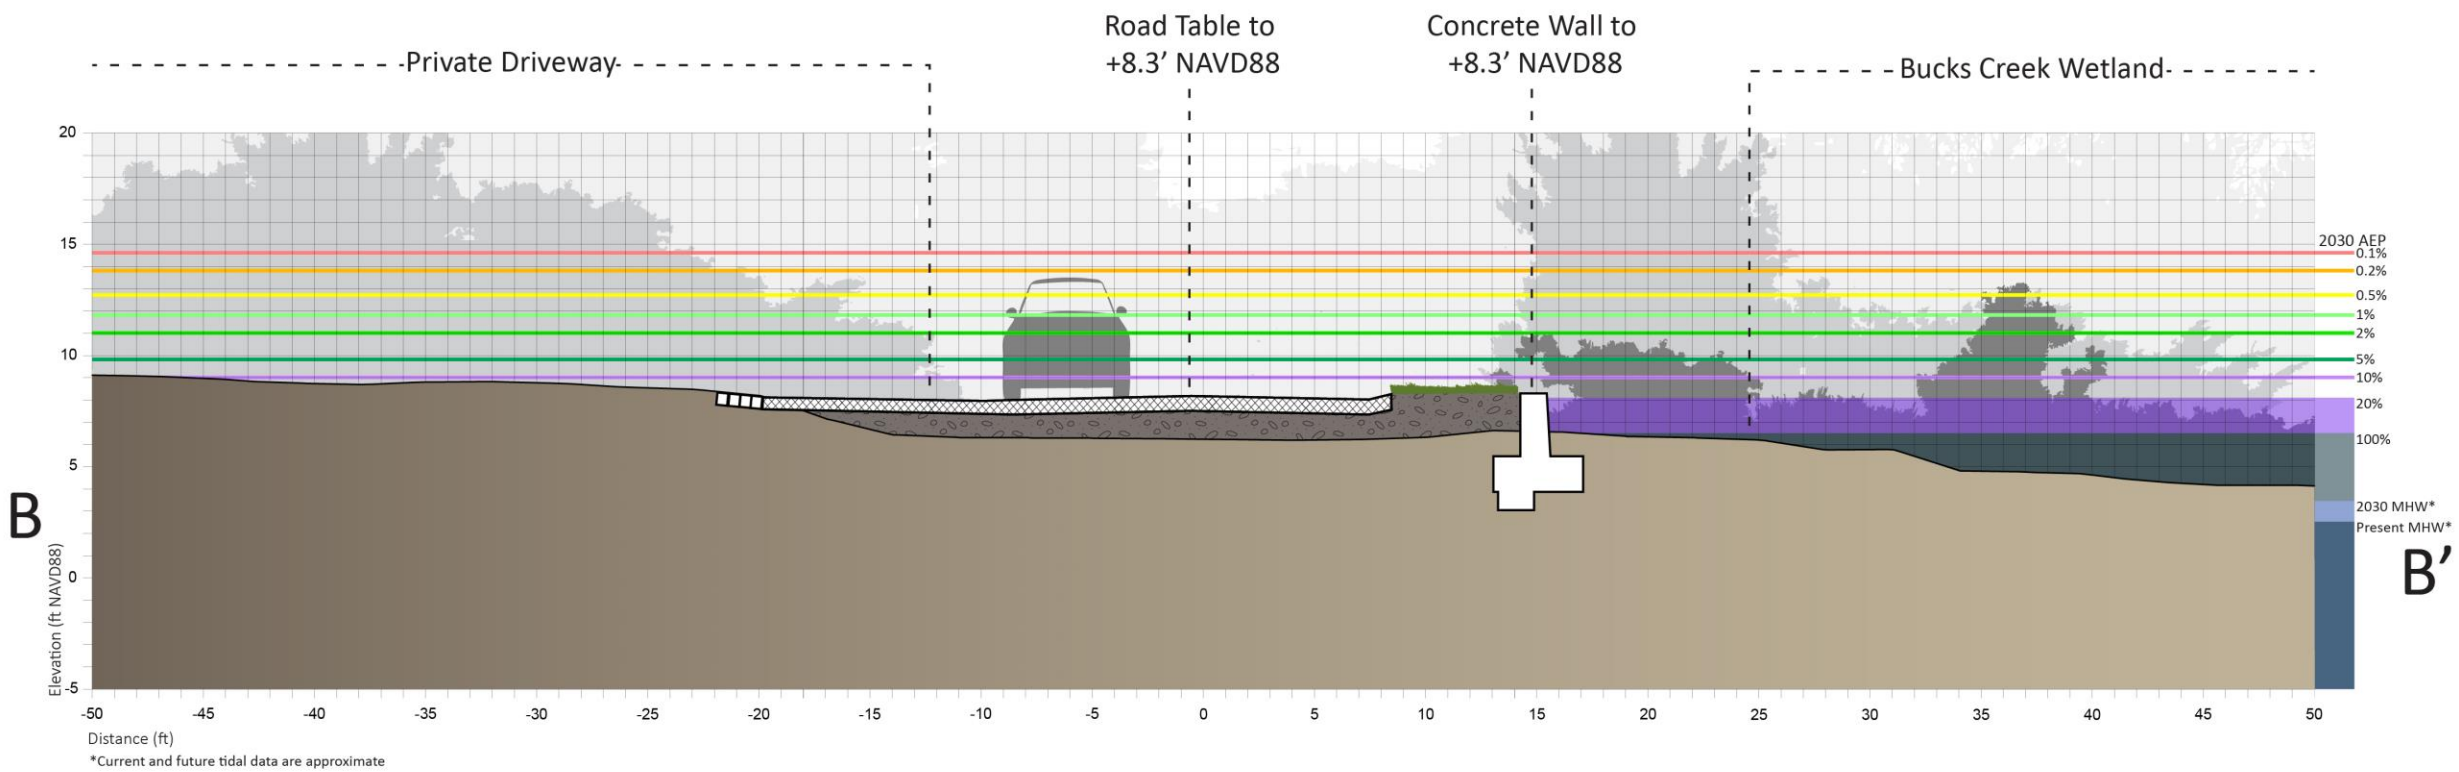 Road Table to
+8.3' NAVD88
Concrete Wall to
+8.3' NAVD88
Private Driveway
Bucks Creek Wetland
20
15
10
5
0
-5
Elevation (ft NAVD88)
B
B'
2030 AEP
0.1%
0.2%
0.5%
1%
2%
5%
10%
20%
100%
2030 MHW*
Present MHW*
-50 -45 -40 -35 -30 -25 -20 -15 -10 -5 0 5 10 15 20 25 30 35 40 45 50
Distance (ft)
*Current and future tidal data are approximate